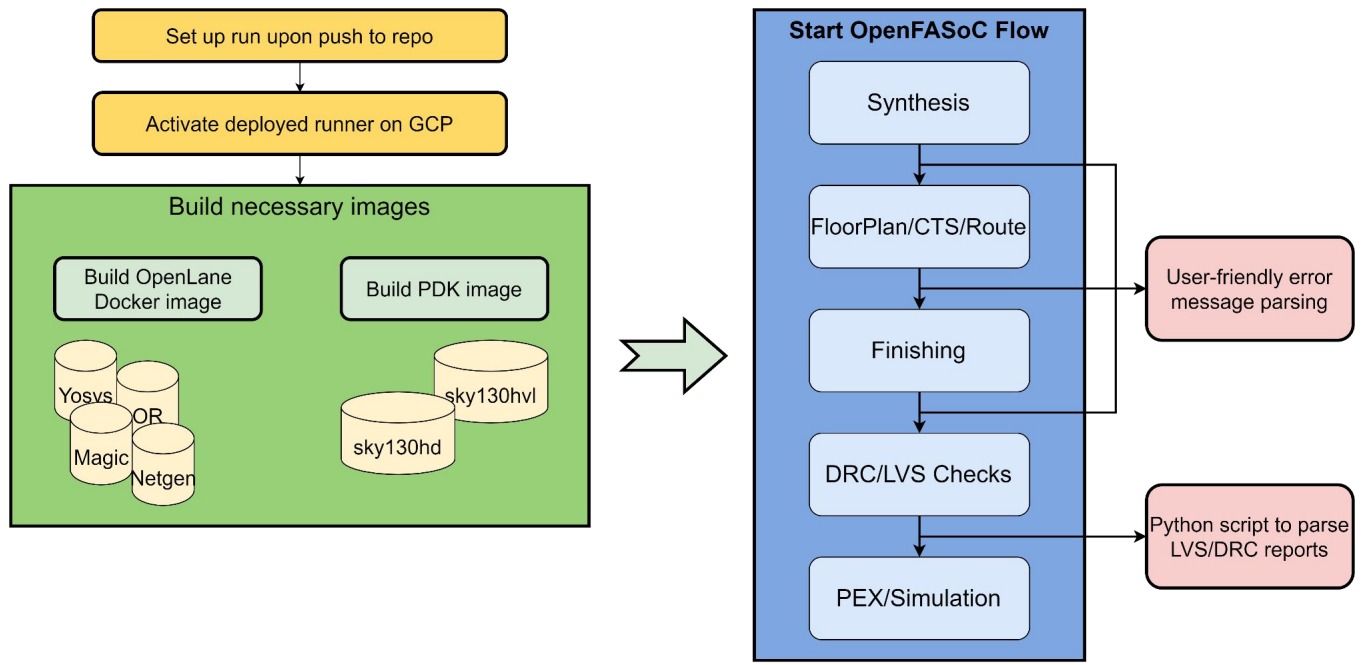 Set up run upon push to repo
Activate deployed runner on GCP
Build necessary images
Build OpenLane
Docker image
Build PDK image
Yosys
OR
Magic
Netgen
sky130hvl
sky130hd
Start OpenFASoC Flow
Synthesis
FloorPlan/CTS/Route
Finishing
DRC/LVS Checks
PEX/Simulation
User-friendly error
message parsing
Python script to parse
LVS/DRC reports